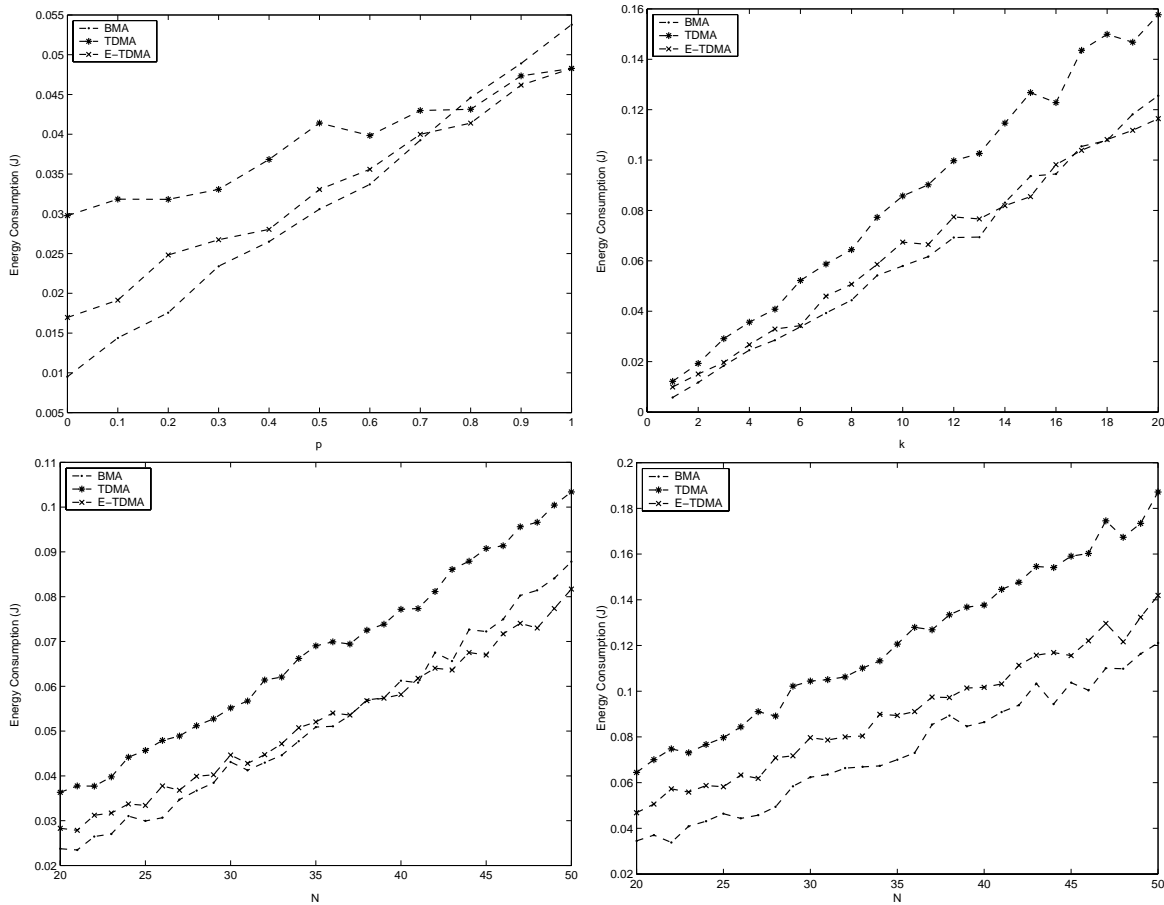 0.055
0.05
0.045
0.04
0.035
0.03
0.025
0.02
0.015
0.01
0.005
Energy Consumption (J)
BMA
TDMA
E−TDMA
0 0.1 0.2 0.3 0.4 0.5 0.6 0.7 0.8 0.9 1
p
0.16
0.14
0.12
0.1
0.08
0.06
0.04
0.02
0
Energy Consumption (J)
BMA
TDMA
E−TDMA
0 2 4 6 8 10 12 14 16 18 20
k
0.11
0.1
0.09
0.08
0.07
0.06
0.05
0.04
0.03
0.02
Energy Consumption (J)
BMA
TDMA
E−TDMA
20 25 30 35 40 45 50
N
0.2
0.18
0.16
0.14
0.12
0.1
0.08
0.06
0.04
0.02
Energy Consumption (J)
BMA
TDMA
E−TDMA
20 25 30 35 40 45 50
N